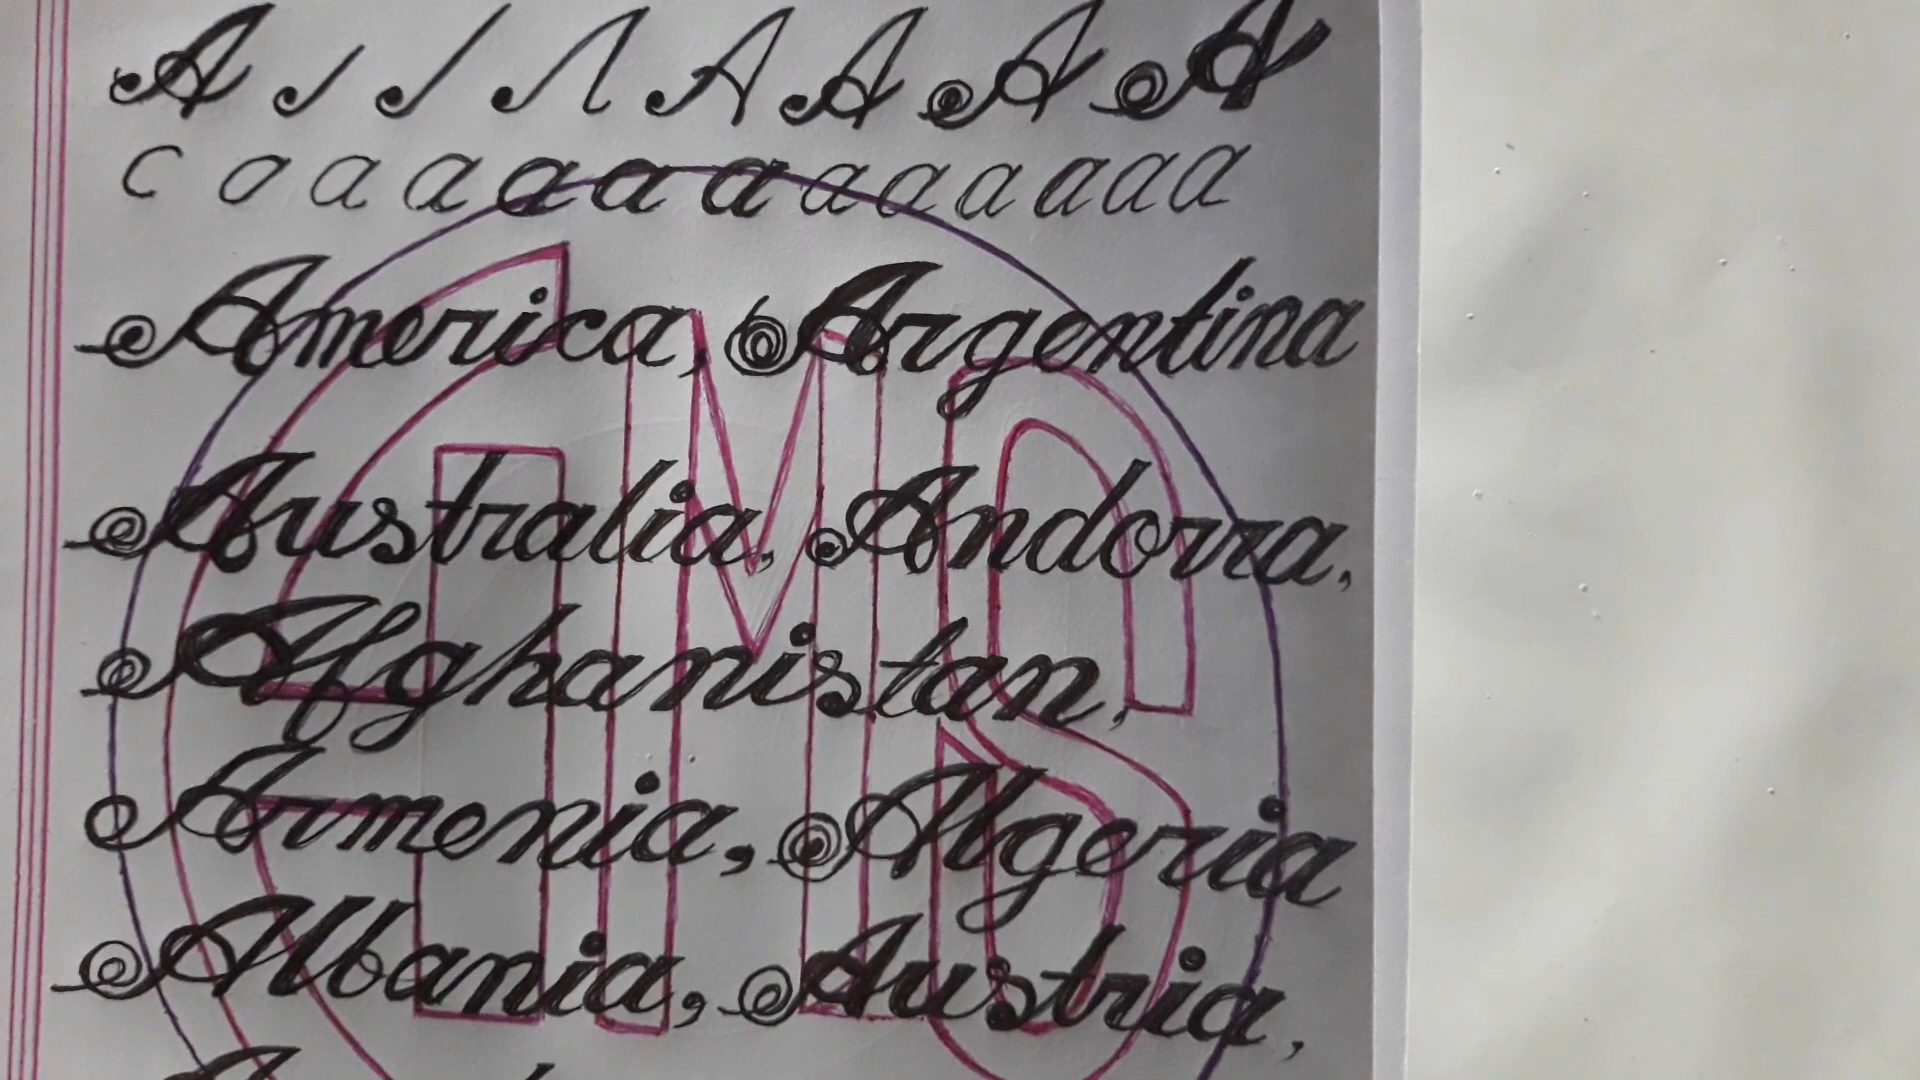 A A A A A A
c o a a a a a a a a a a a
America, Argentina
Australia, Andorra,
Afghanistan,
Armenia, Algeria
Albania, Austria,